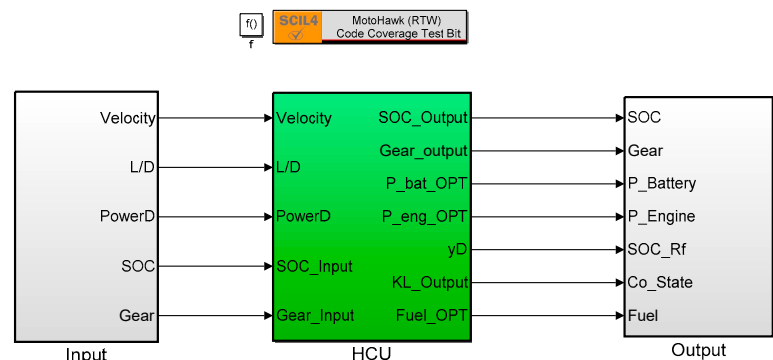 f()
f
SCIL4
MotoHawk (RTW)
Code Coverage Test Bit
Velocity
L/D
PowerD
SOC
Gear
Input
Velocity
L/D
PowerD
SOC_Input
Gear_Input
SOC_Output
Gear_output
P_bat_OPT
P_eng_OPT
yD
KL_Output
Fuel_OPT
HCU
SOC
Gear
P_Battery
P_Engine
SOC_Rf
Co_State
Fuel
Output